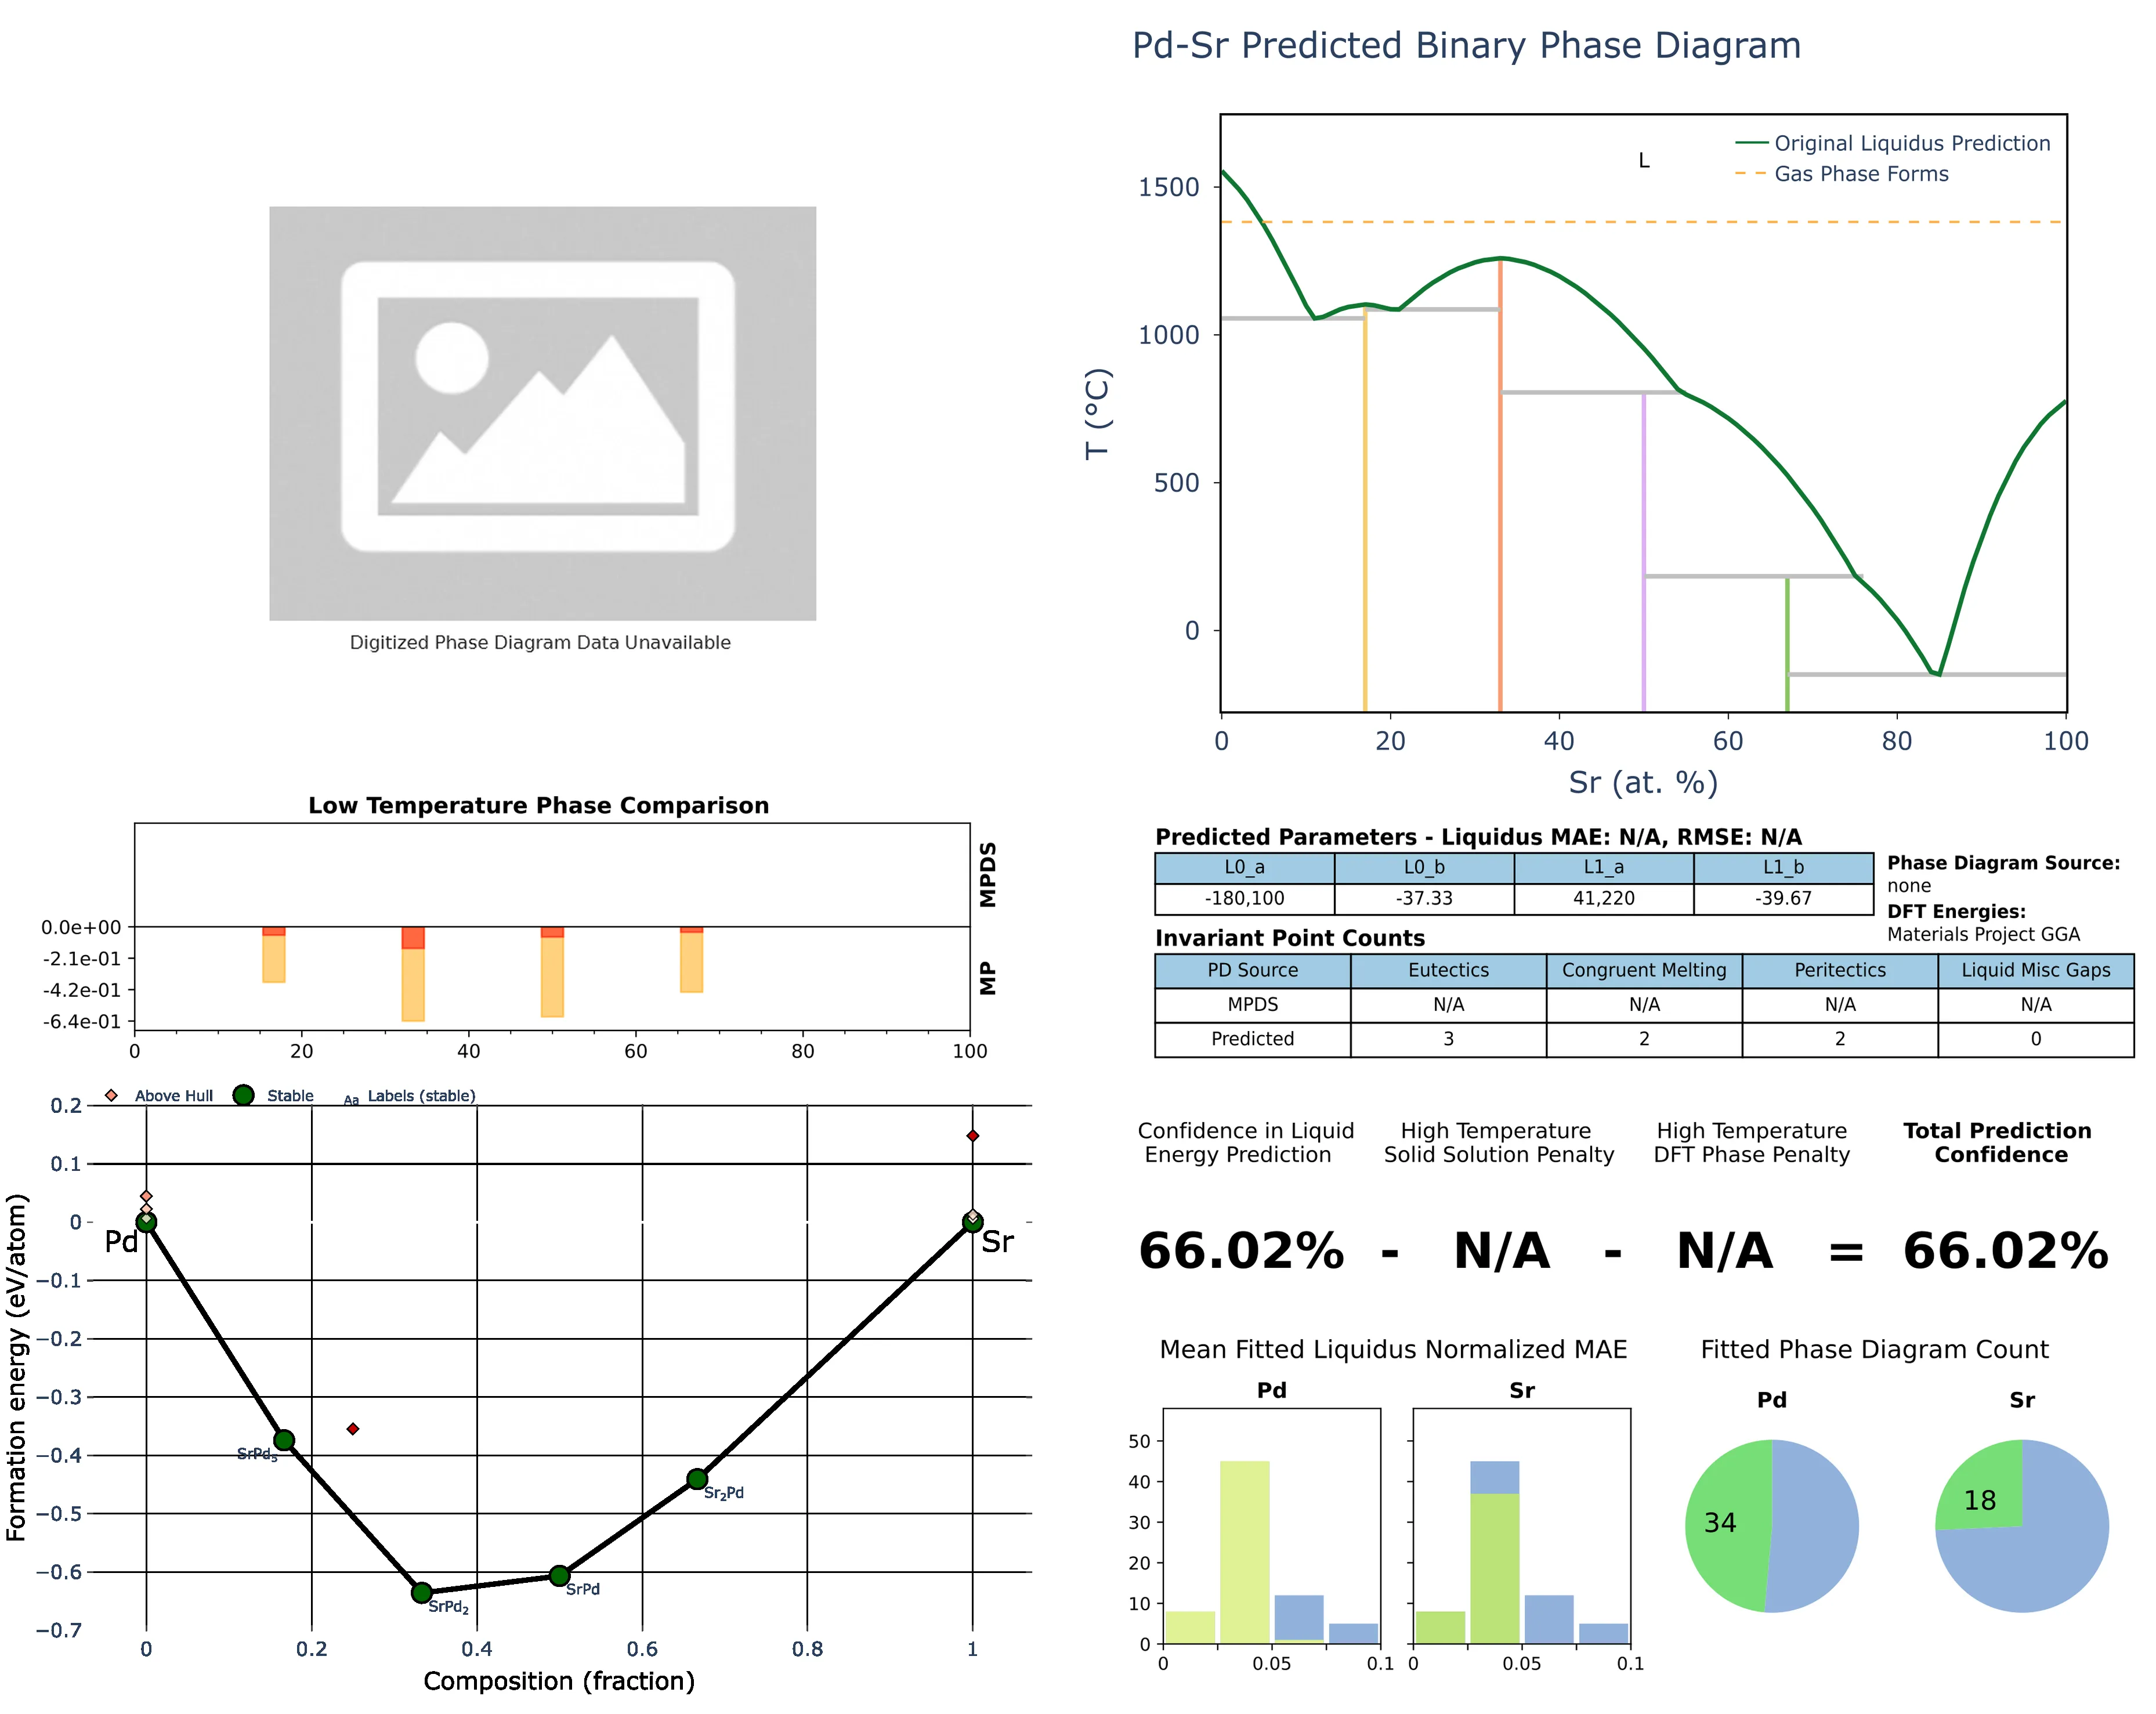 Pd-Sr Predicted Binary Phase Diagram
L
Original Liquidus Prediction
Gas Phase Forms
1500
1000
500
0
T (°C)
0 20 40 60 80 100
Sr (at. %)
Digitized Phase Diagram Data Unavailable
Low Temperature Phase Comparison
MPDS
MP
0.0e+00
-2.1e-01
-4.2e-01
-6.4e-01
0 20 40 60 80 100
Predicted Parameters - Liquidus MAE: N/A, RMSE: N/A
L0_a L0_b L1_a L1_b
-180,100 -37.33 41,220 -39.67
Phase Diagram Source:
none
DFT Energies:
Materials Project GGA
Invariant Point Counts
PD Source Eutectics Congruent Melting Peritectics Liquid Misc Gaps
MPDS N/A N/A N/A N/A
Predicted 3 2 2 0
Above Hull Stable Aa Labels (stable)
0.2
0.1
0
−0.1
−0.2
−0.3
−0.4
−0.5
−0.6
−0.7
Formation energy (eV/atom)
Pd
Sr
SrPd₅
SrPd₂
SrPd
Sr₂Pd
0 0.2 0.4 0.6 0.8 1
Composition (fraction)
Confidence in Liquid
Energy Prediction
High Temperature
Solid Solution Penalty
High Temperature
DFT Phase Penalty
Total Prediction
Confidence
66.02% - N/A - N/A = 66.02%
Mean Fitted Liquidus Normalized MAE
Pd
Sr
50
40
30
20
10
0
0 0.05 0.1
0 0.05 0.1
Fitted Phase Diagram Count
Pd
Sr
34
18